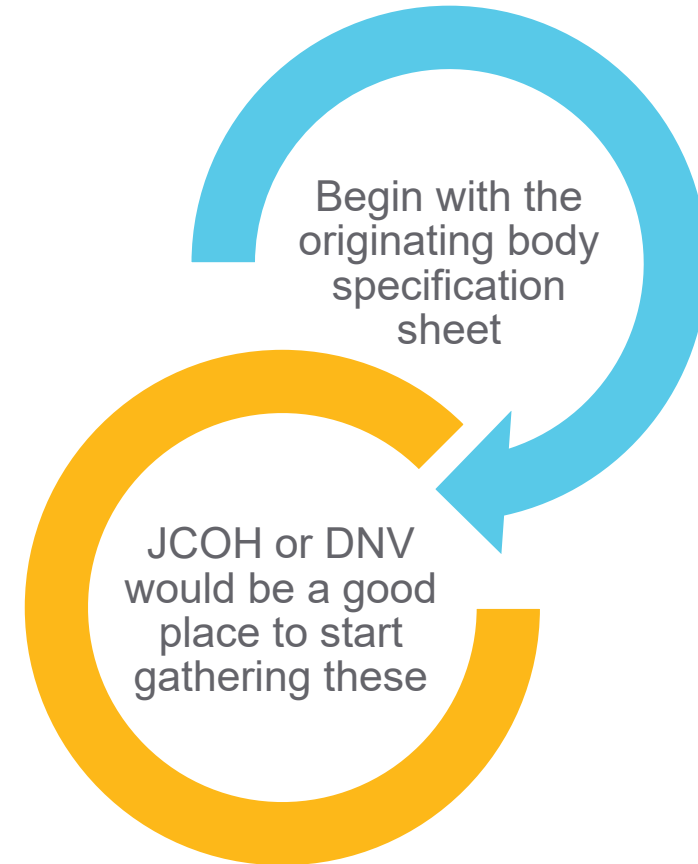 Begin with the
originating body
specification
sheet
JCOH or DNV
would be a good
place to start
gathering these